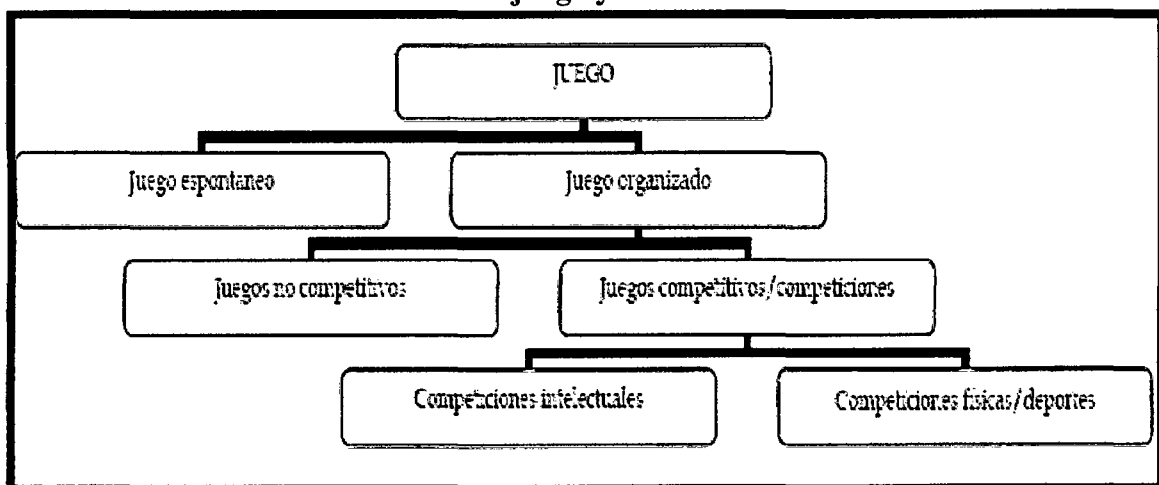 JUEGO
Juego espontaneo
Juego organizado
Juegos no competitivos
Juegos competitivos/competiciones
Competiciones intelectuales
Competiciones físicas/deportes